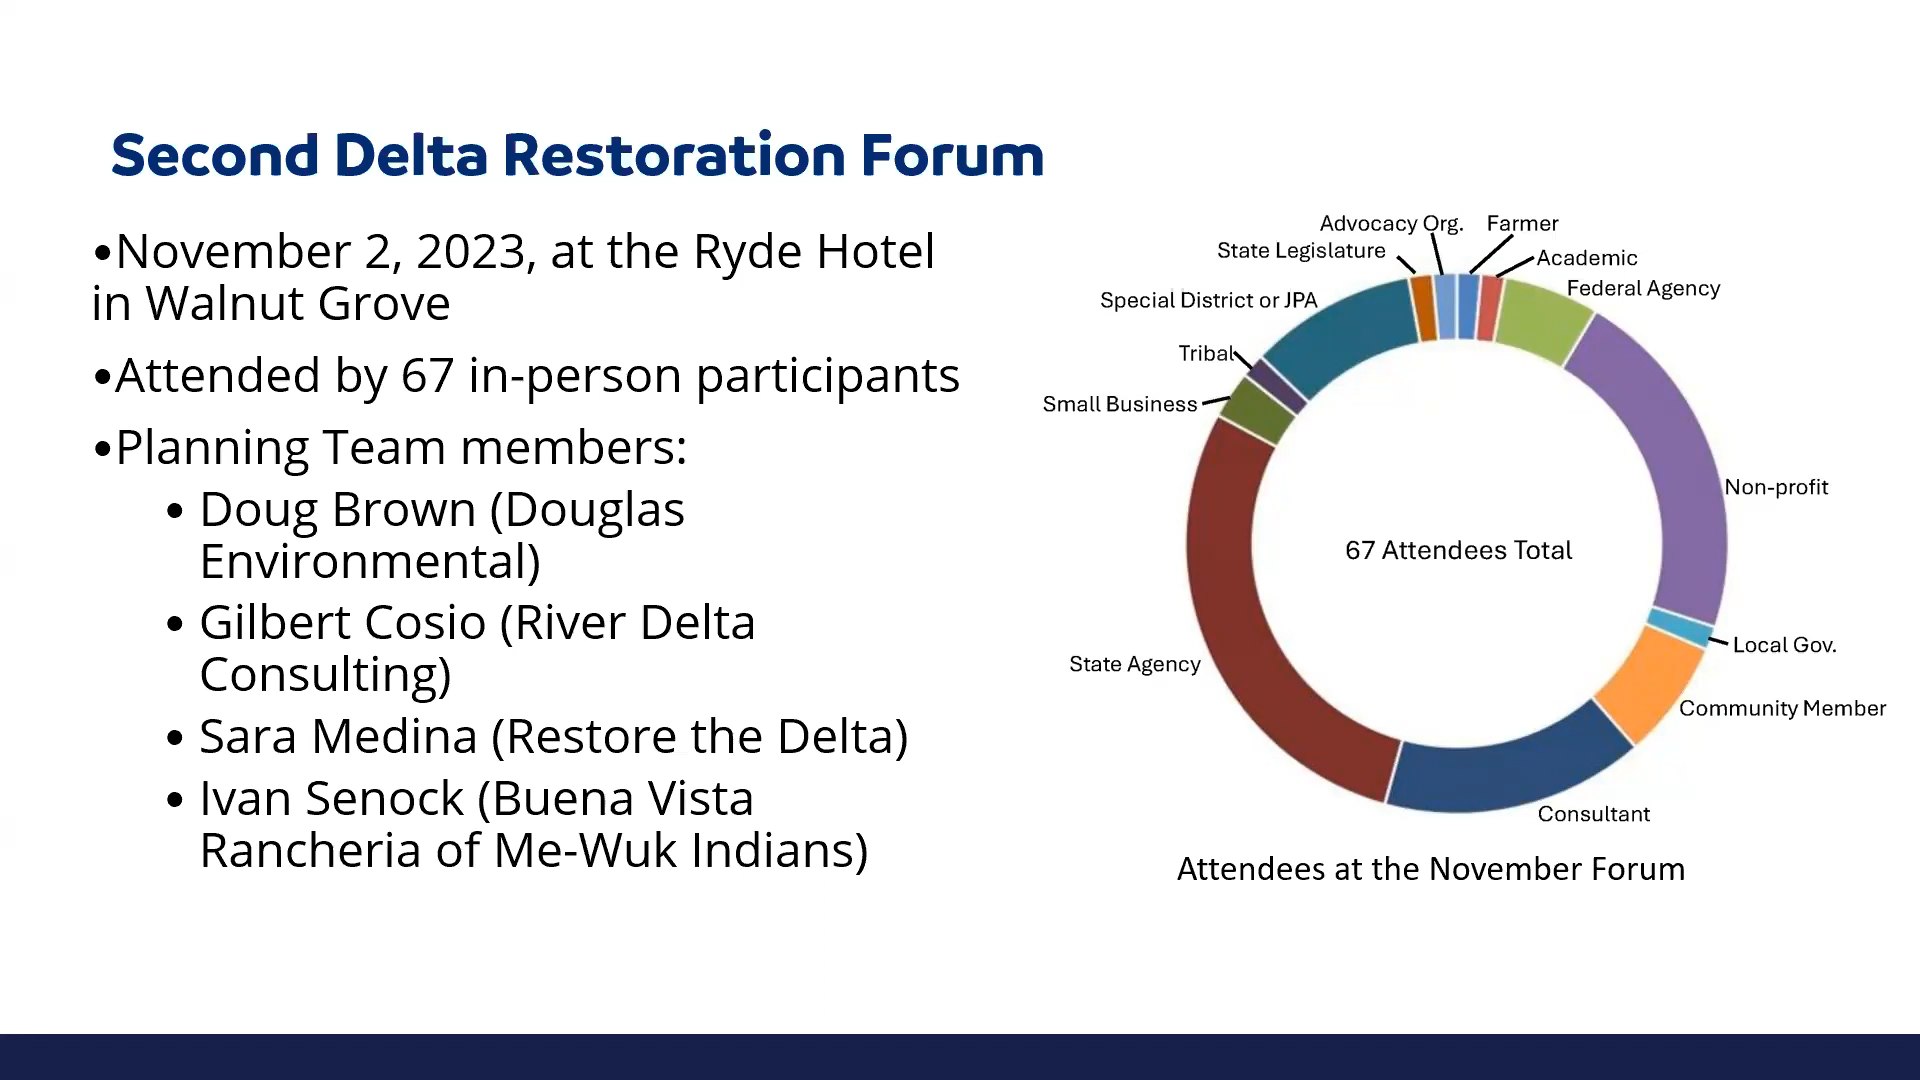 Second Delta Restoration Forum
•November 2, 2023, at the Ryde Hotel
in Walnut Grove
•Attended by 67 in-person participants
•Planning Team members:
• Doug Brown (Douglas
Environmental)
• Gilbert Cosio (River Delta
Consulting)
• Sara Medina (Restore the Delta)
• Ivan Senock (Buena Vista
Rancheria of Me-Wuk Indians)
Advocacy Org.
Farmer
State Legislature
Academic
Federal Agency
Special District or JPA
Tribal
Small Business
Non-profit
67 Attendees Total
Local Gov.
State Agency
Community Member
Consultant
Attendees at the November Forum